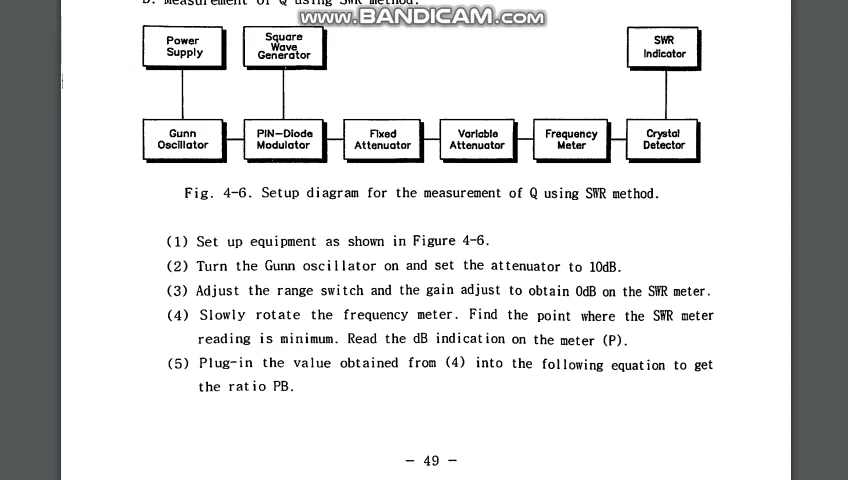 B. Measurement of Q using SWR method.
www.BANDICAM.com
Power
Supply
Square
Wave
Generator
SWR
Indicator
Gunn
Oscillator
PIN-Diode
Modulator
Fixed
Attenuator
Variable
Attenuator
Frequency
Meter
Crystal
Detector
Fig. 4-6. Setup diagram for the measurement of Q using SWR method.
(1) Set up equipment as shown in Figure 4-6.
(2) Turn the Gunn oscillator on and set the attenuator to 10dB.
(3) Adjust the range switch and the gain adjust to obtain 0dB on the SWR meter.
(4) Slowly rotate the frequency meter. Find the point where the SWR meter
reading is minimum. Read the dB indication on the meter (P).
(5) Plug-in the value obtained from (4) into the following equation to get
the ratio PB.
- 49 -